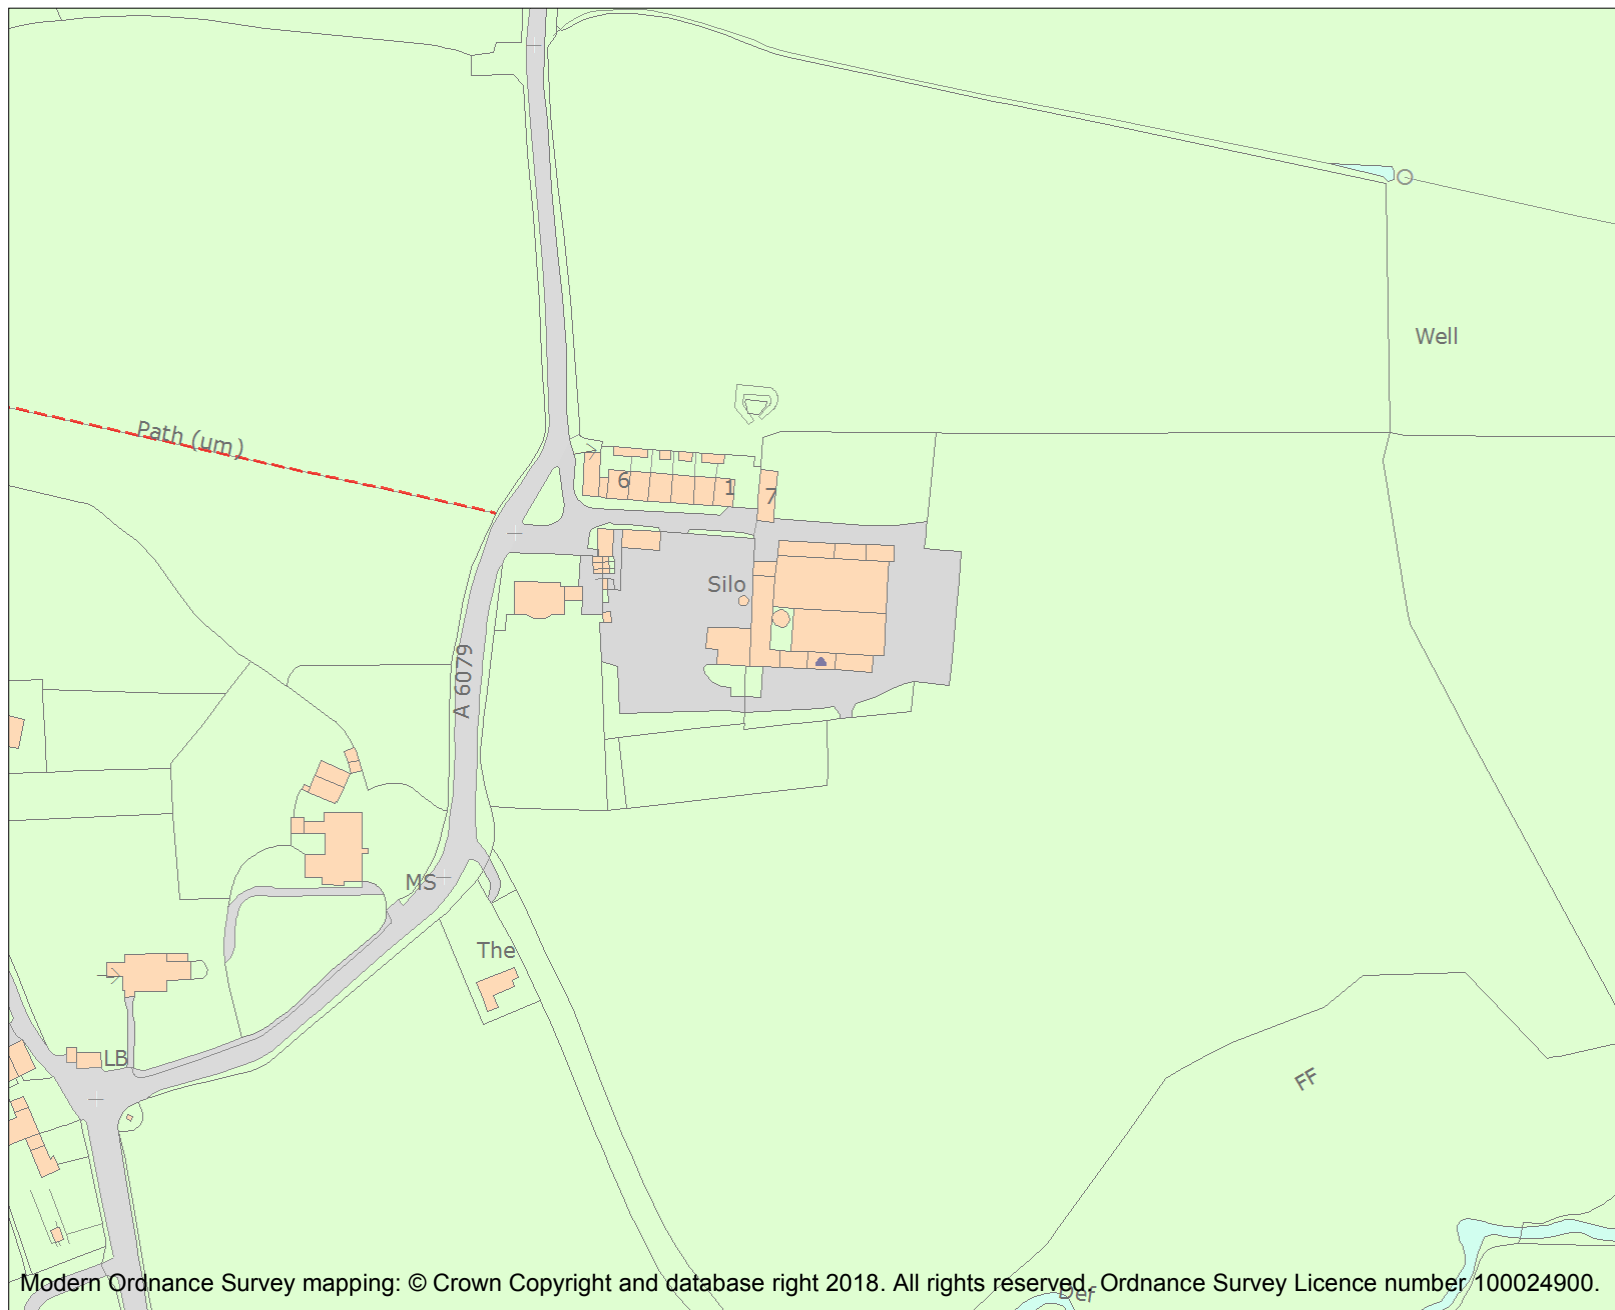 Well
Path (um)
6
1
7
Silo
A 6079
MS
The
LB
FF
Def
Modern Ordnance Survey mapping: © Crown Copyright and database right 2018. All rights reserved. Ordnance Survey Licence number 100024900.